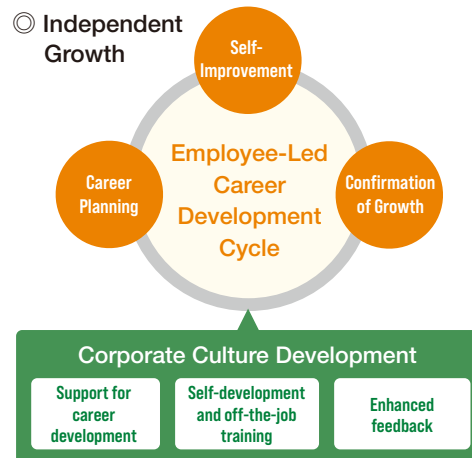 ◎ Independent
Growth
Self-
Improvement
Career
Planning
Employee-Led
Career
Development
Cycle
Confirmation
of Growth
Corporate Culture Development
Support for
career
development
Self-development
and off-the-job
training
Enhanced
feedback